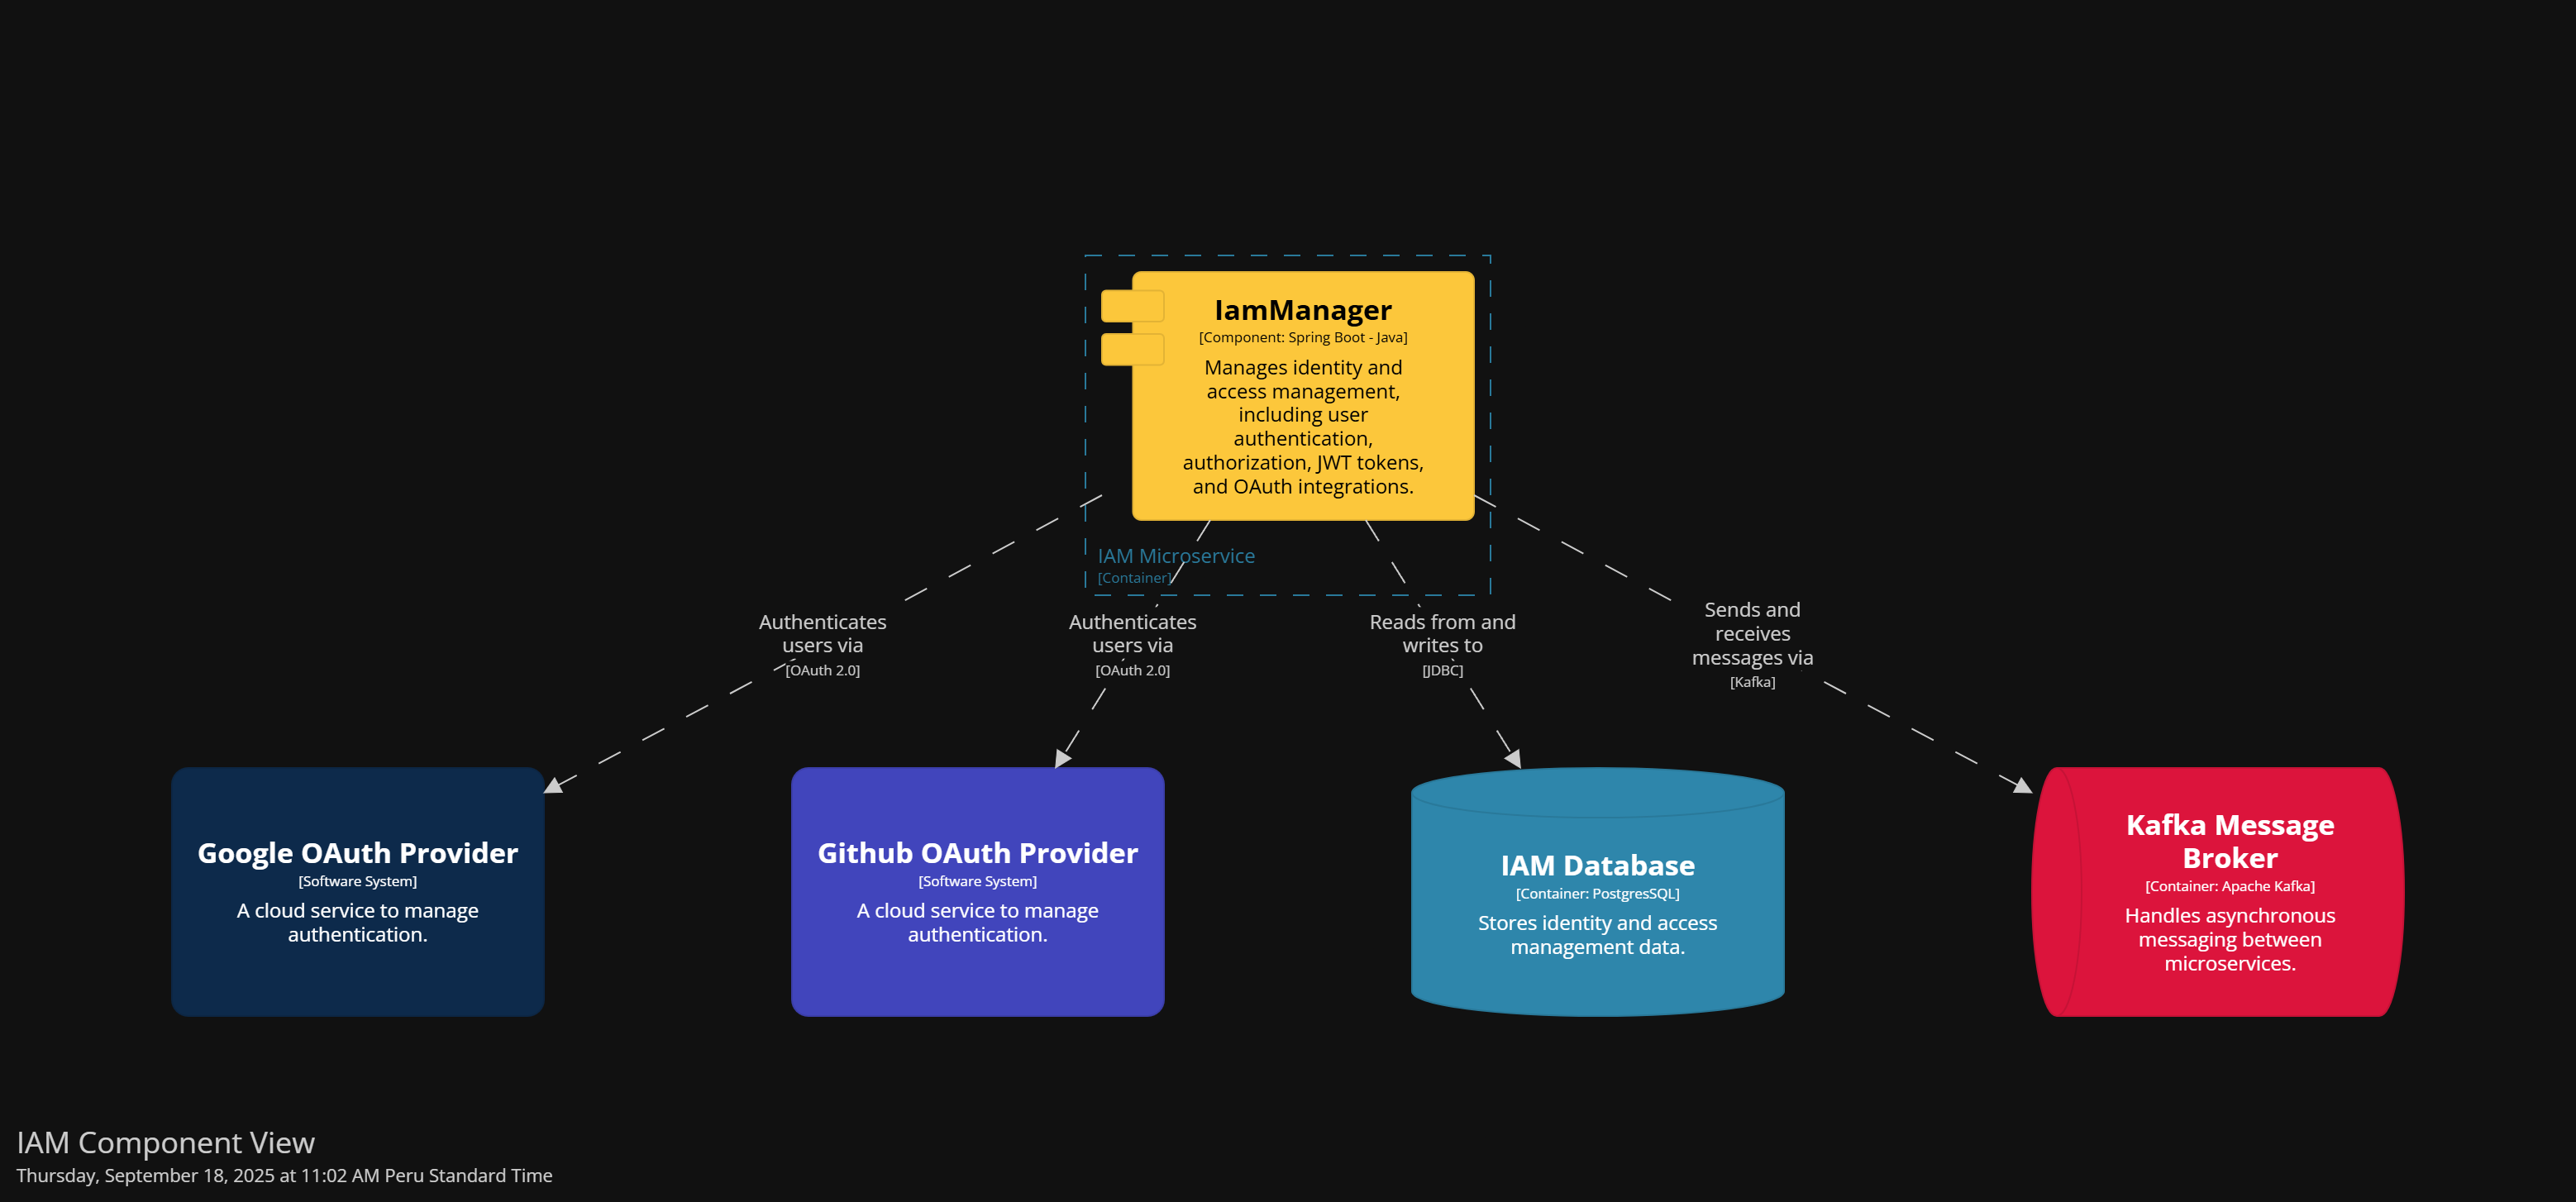 IamManager
[Component: Spring Boot - Java]
Manages identity and
access management,
including user
authentication,
authorization, JWT tokens,
and OAuth integrations.
IAM Microservice
[Container]
Authenticates
users via
[OAuth 2.0]
Authenticates
users via
[OAuth 2.0]
Reads from and
writes to
[JDBC]
Sends and
receives
messages via
[Kafka]
Google OAuth Provider
[Software System]
A cloud service to manage
authentication.
Github OAuth Provider
[Software System]
A cloud service to manage
authentication.
IAM Database
[Container: PostgresSQL]
Stores identity and access
management data.
Kafka Message
Broker
[Container: Apache Kafka]
Handles asynchronous
messaging between
microservices.
IAM Component View
Thursday, September 18, 2025 at 11:02 AM Peru Standard Time